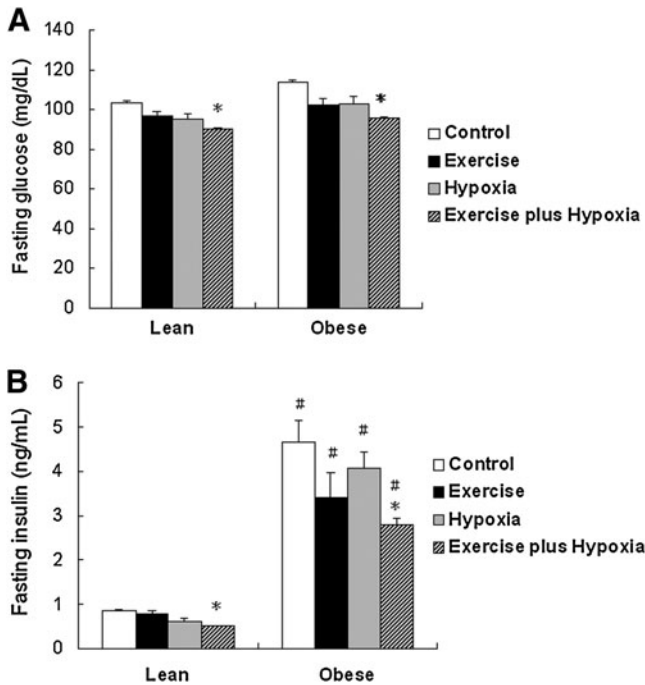 A
Fasting glucose (mg/dL)
140
120
100
80
60
40
20
0
*
*
Lean
Obese
Control
Exercise
Hypoxia
Exercise plus Hypoxia
B
Fasting insulin (ng/mL)
6
5
4
3
2
1
0
*
#
#
#
#
*
Lean
Obese
Control
Exercise
Hypoxia
Exercise plus Hypoxia